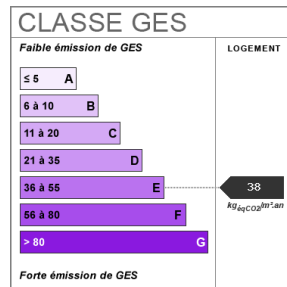 CLASSE GES
Faible émission de GES
LOGEMENT
≤ 5 A
6 à 10 B
11 à 20 C
21 à 35 D
36 à 55 E
38
kgéqCO2/m².an
56 à 80 F
> 80 G
Forte émission de GES